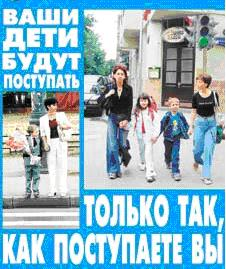 ВАШИ
ДЕТИ
БУДУТ
ПОСТУПАТЬ
ТОЛЬКО ТАК,
КАК ПОСТУПАЕТЕ ВЫ